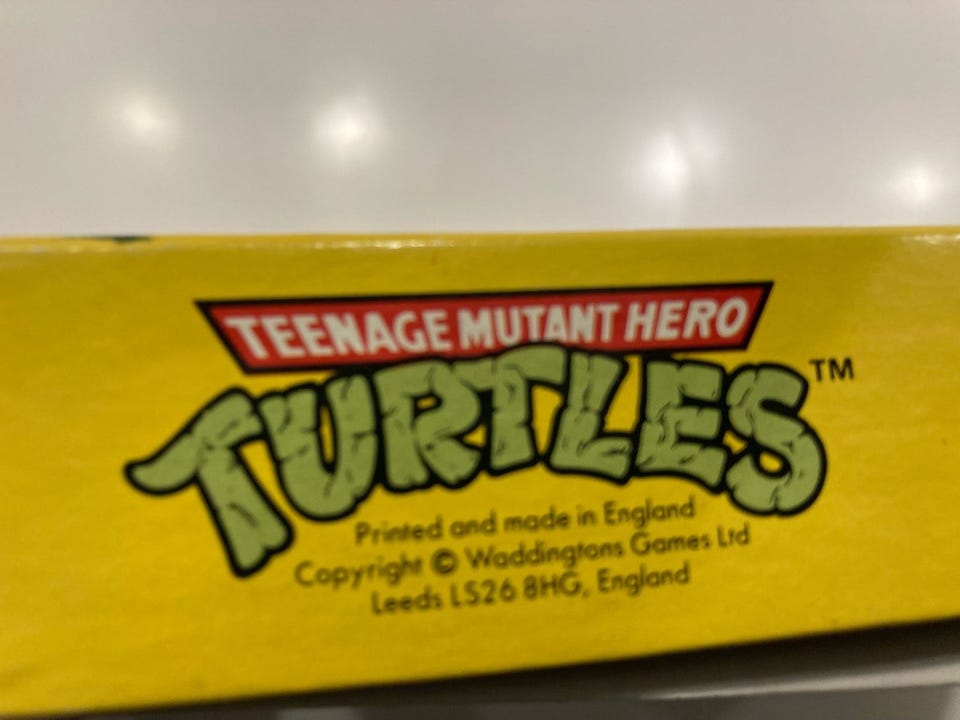 TEENAGE MUTANT HERO
TURTLES™
Printed and made in England
Copyright © Waddingtons Games Ltd
Leeds LS26 8HG, England